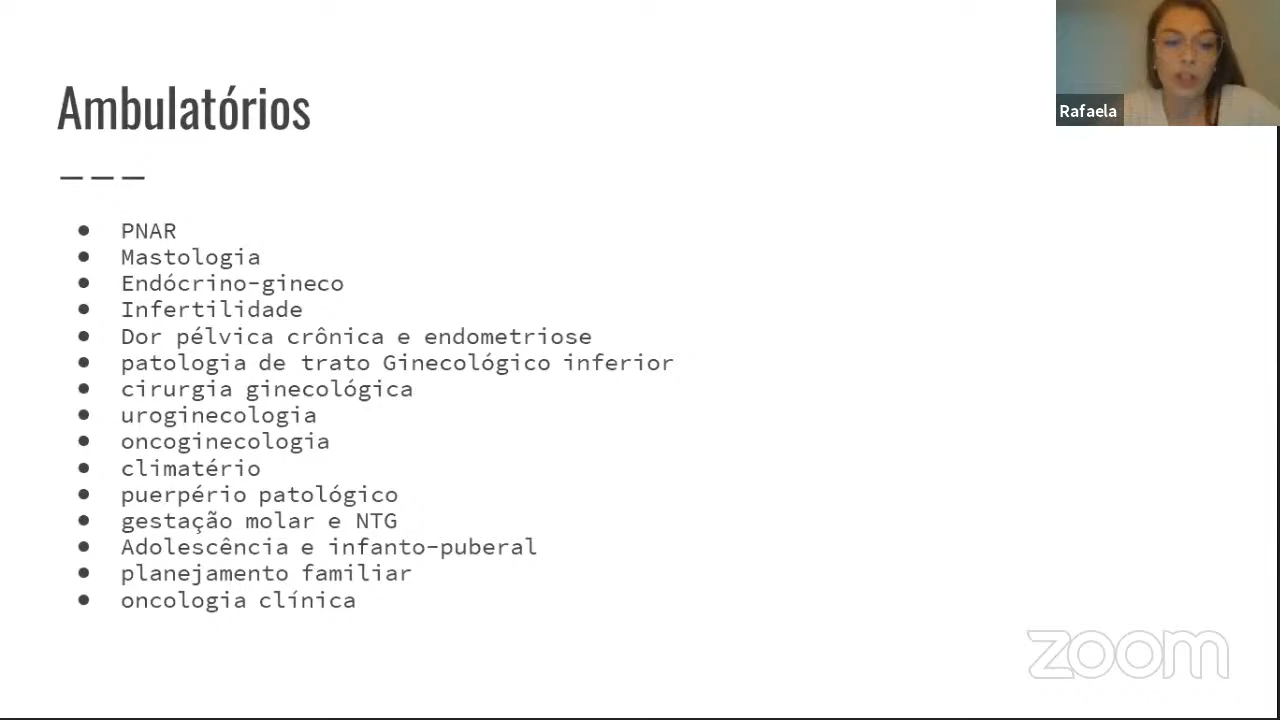 Ambulatórios
Rafaela
● PNAR
● Mastologia
● Endócrino-gineco
● Infertilidade
● Dor pélvica crônica e endometriose
● patologia de trato Ginecológico inferior
● cirurgia ginecológica
● uroginecologia
● oncoginecologia
● climatério
● puerpério patológico
● gestação molar e NTG
● Adolescência e infanto-puberal
● planejamento familiar
● oncologia clínica
zoom